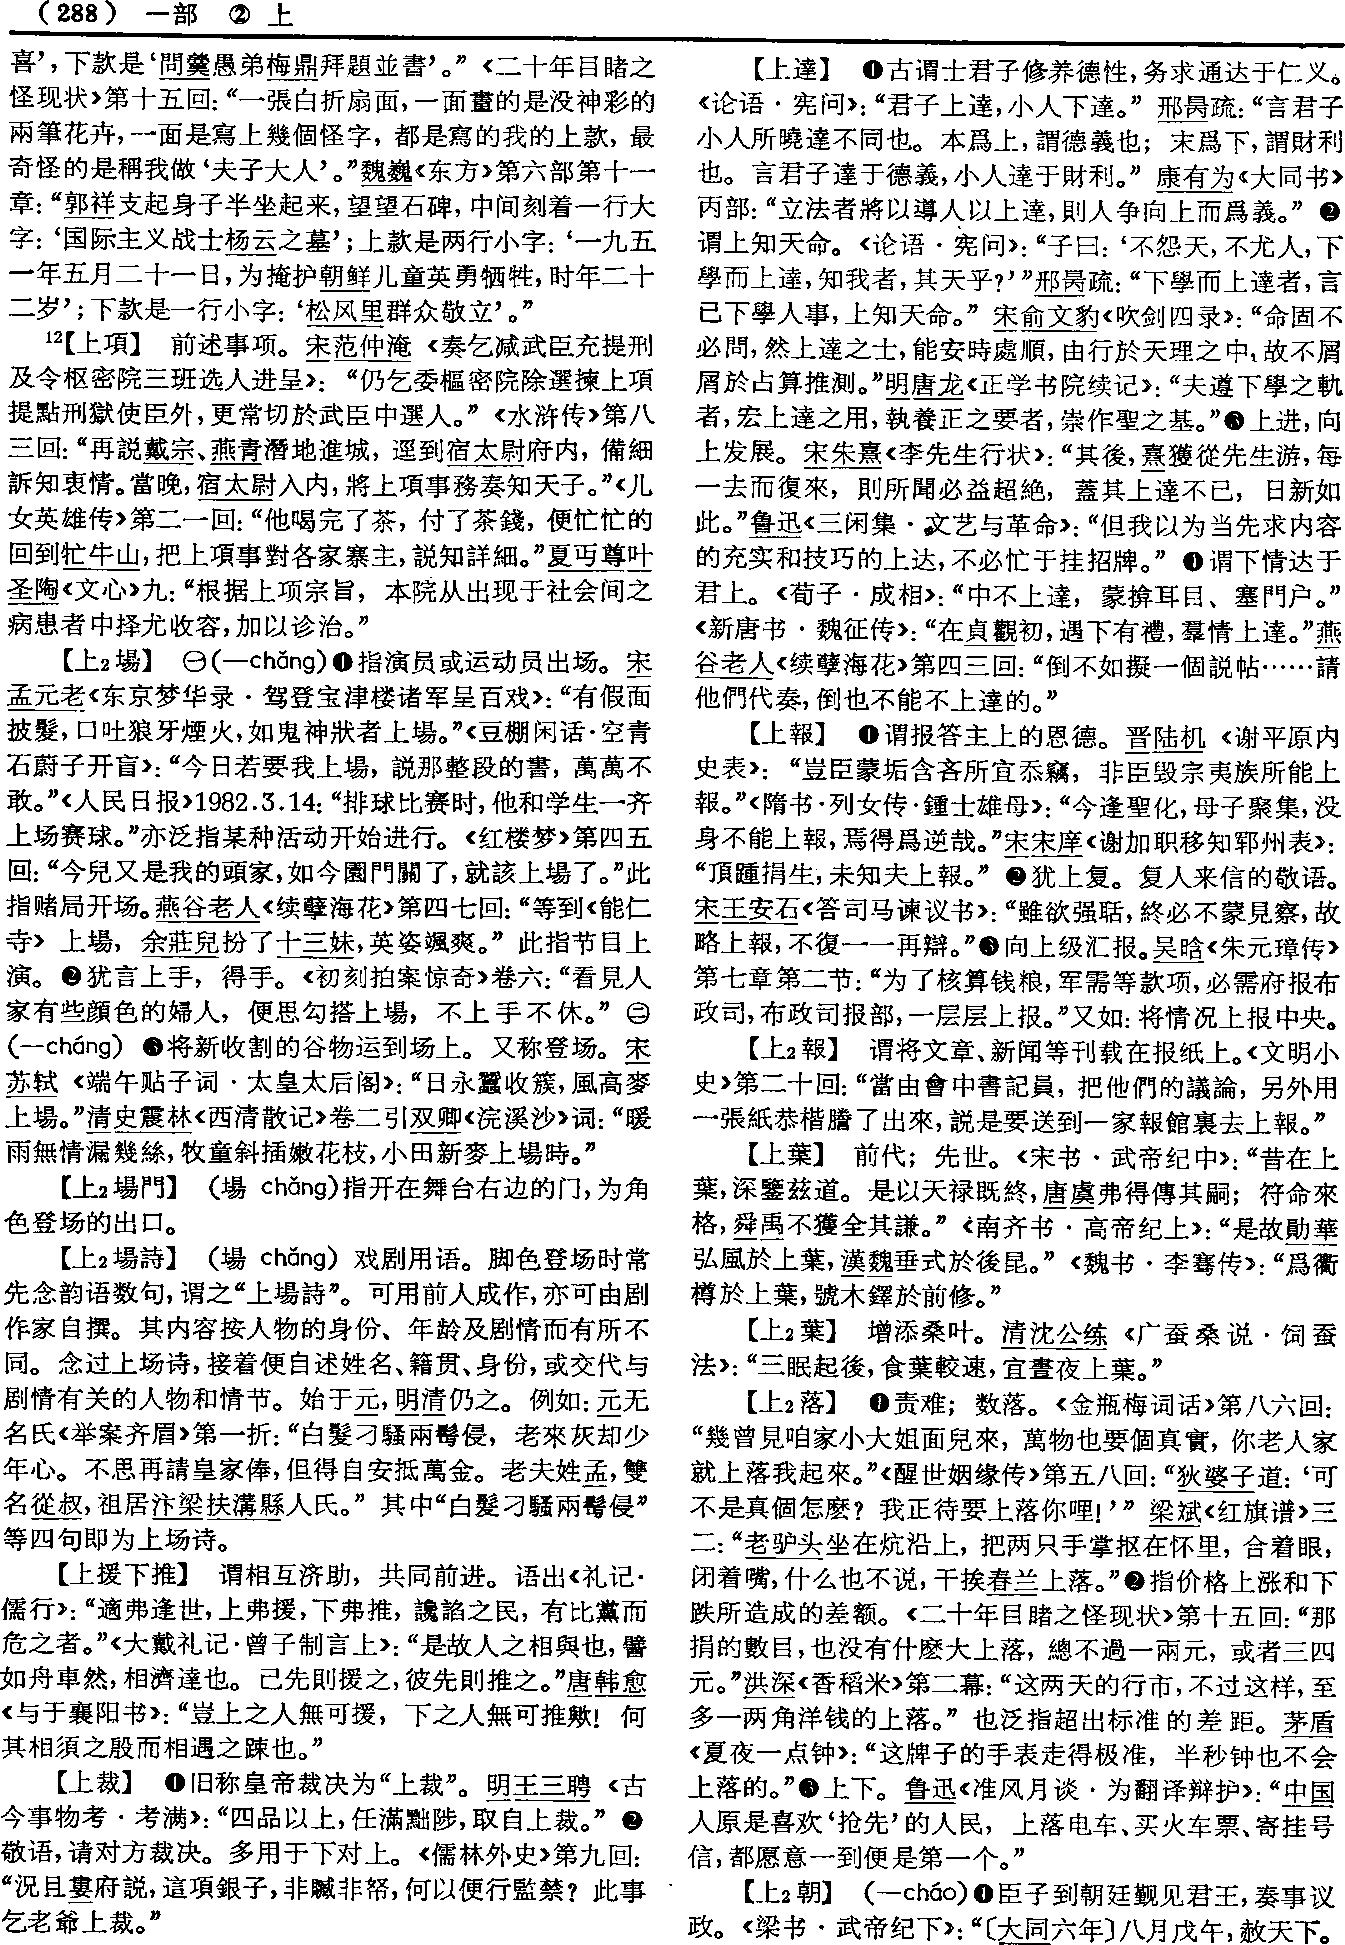 （288） 一部 ② 上
喜’，下款是‘問羹愚弟梅鼎拜題並書’。”《二十年目睹之
怪现状》第十五回：“一張白折扇面，一面畫的是没神彩的
兩筆花卉，一面是寫上幾個怪字，都是寫的我的上款，最
奇怪的是稱我做‘夫子大人’。”魏巍《东方》第六部第十一
章：“郭祥支起身子半坐起来，望望石碑，中间刻着一行大
字：‘国际主义战士杨云之墓’；上款是两行小字：‘一九五
一年五月二十一日，为掩护朝鲜儿童英勇牺牲，时年二十
二岁’；下款是一行小字：‘松风里群众敬立’。”
12【上項】 前述事项。宋范仲淹《奏乞减武臣充提刑
及令枢密院三班选人进呈》：“仍乞委樞密院除選揀上項
提點刑獄使臣外，更常切於武臣中選人。”《水浒传》第八
三回：“再説戴宗、燕青潛地進城，逕到宿太尉府内，備細
訴知衷情。當晚，宿太尉入内，將上項事務奏知天子。”《儿
女英雄传》第二一回：“他喝完了茶，付了茶錢，便忙忙的
回到牤牛山，把上項事對各家寨主，説知詳細。”夏丏尊叶
圣陶《文心》九：“根据上项宗旨，本院从出现于社会间之
病患者中择尤收容，加以诊治。”
【上2場】 ㊀（—chǎng）❶指演员或运动员出场。宋
孟元老《东京梦华录·驾登宝津楼诸军呈百戏》：“有假面
披髮，口吐狼牙煙火，如鬼神狀者上場。”《豆棚闲话·空青
石蔚子开盲》：“今日若要我上場，説那整段的書，萬萬不
敢。”《人民日报》1982.3.14：“排球比赛时，他和学生一齐
上场赛球。”亦泛指某种活动开始进行。《红楼梦》第四五
回：“今兒又是我的頭家，如今園門關了，就該上場了。”此
指赌局开场。燕谷老人《续孽海花》第四七回：“等到《能仁
寺》上場，余莊兒扮了十三妹，英姿颯爽。”此指节目上
演。❷犹言上手，得手。《初刻拍案惊奇》卷六：“看見人
家有些顔色的婦人，便思勾搭上場，不上手不休。”㊁
（—cháng）❸将新收割的谷物运到场上。又称登场。宋
苏轼《端午贴子词·太皇太后阁》：“日永蠶收簇，風高麥
上場。”清史震林《西清散记》卷二引双卿《浣溪沙》词：“暖
雨無情漏幾絲，牧童斜插嫩花枝，小田新麥上場時。”
【上2場門】 （場 chǎng）指开在舞台右边的门，为角
色登场的出口。
【上2場詩】 （場 chǎng）戏剧用语。脚色登场时常
先念韵语数句，谓之“上場詩”。可用前人成作，亦可由剧
作家自撰。其内容按人物的身份、年龄及剧情而有所不
同。念过上场诗，接着便自述姓名、籍贯、身份，或交代与
剧情有关的人物和情节。始于元，明清仍之。例如：元无
名氏《举案齐眉》第一折：“白髮刁騷兩鬢侵，老來灰却少
年心。不思再請皇家俸，但得自安抵萬金。老夫姓孟，雙
名從叔，祖居汴梁扶溝縣人氏。”其中“白髮刁騷兩鬢侵”
等四句即为上场诗。
【上援下推】 谓相互济助，共同前进。语出《礼记·
儒行》：“適弗逢世，上弗援，下弗推，讒諂之民，有比黨而
危之者。”《大戴礼记·曾子制言上》：“是故人之相與也，譬
如舟車然，相濟達也。己先則援之，彼先則推之。”唐韩愈
《与于襄阳书》：“豈上之人無可援，下之人無可推歟！何
其相須之殷而相遇之踈也。”
【上裁】 ❶旧称皇帝裁决为“上裁”。明王三聘《古
今事物考·考满》：“四品以上，任滿黜陟，取自上裁。”❷
敬语，请对方裁决。多用于下对上。《儒林外史》第九回：
“況且婁府説，這項銀子，非贓非帑，何以便行監禁？此事
乞老爺上裁。”
【上達】 ❶古谓士君子修养德性，务求通达于仁义。
《论语·宪问》：“君子上達，小人下達。”邢昺疏：“言君子
小人所曉達不同也。本爲上，謂德義也；末爲下，謂財利
也。言君子達于德義，小人達于財利。”康有为《大同书》
丙部：“立法者將以導人以上達，則人争向上而爲義。”❷
谓上知天命。《论语·宪问》：“子曰：‘不怨天，不尤人，下
學而上達，知我者，其天乎？’”邢昺疏：“下學而上達者，言
已下學人事，上知天命。”宋俞文豹《吹剑四录》：“命固不
必問，然上達之士，能安時處順，由行於天理之中，故不屑
屑於占算推測。”明唐龙《正学书院续记》：“夫遵下學之軌
者，宏上達之用，執養正之要者，崇作聖之基。”❸上进，向
上发展。宋朱熹《李先生行状》：“其後，熹獲從先生游，每
一去而復來，則所聞必益超絶，蓋其上達不已，日新如
此。”鲁迅《三闲集·文艺与革命》：“但我以为当先求内容
的充实和技巧的上达，不必忙于挂招牌。”❹谓下情达于
君上。《荀子·成相》：“中不上達，蒙揜耳目、塞門户。”
《新唐书·魏征传》：“在貞觀初，遇下有禮，羣情上達。”燕
谷老人《续孽海花》第四三回：“倒不如擬一個説帖……請
他們代奏，倒也不能不上達的。”
【上報】 ❶谓报答主上的恩德。晋陆机《谢平原内
史表》：“豈臣蒙垢含吝所宜忝竊，非臣毀宗夷族所能上
報。”《隋书·列女传·鍾士雄母》：“今逢聖化，母子聚集，没
身不能上報，焉得爲逆哉。”宋宋庠《谢加职移知郓州表》：
“頂踵捐生，未知夫上報。”❷犹上复。复人来信的敬语。
宋王安石《答司马谏议书》：“雖欲强聒，終必不蒙見察，故
略上報，不復一一再辯。”❸向上级汇报。吴晗《朱元璋传》
第七章第二节：“为了核算钱粮，军需等款项，必需府报布
政司，布政司报部，一层层上报。”又如：将情况上报中央。
【上2報】 谓将文章、新闻等刊载在报纸上。《文明小
史》第二十回：“當由會中書記員，把他們的議論，另外用
一張紙恭楷謄了出來，説是要送到一家報館裏去上報。”
【上葉】 前代；先世。《宋书·武帝纪中》：“昔在上
葉，深鑒兹道。是以天禄既終，唐虞弗得傳其嗣；符命來
格，舜禹不獲全其謙。”《南齐书·高帝纪上》：“是故勛華
弘風於上葉，漢魏垂式於後昆。”《魏书·李骞传》：“爲衢
樽於上葉，號木鐸於前修。”
【上2葉】 增添桑叶。清沈公练《广蚕桑说·饲蚕
法》：“三眠起後，食葉較速，宜晝夜上葉。”
【上2落】 ❶责难；数落。《金瓶梅词话》第八六回：
“幾曾見咱家小大姐面兒來，萬物也要個真實，你老人家
就上落我起來。”《醒世姻缘传》第五八回：“狄婆子道：‘可
不是真個怎麽？我正待要上落你哩！’”梁斌《红旗谱》三
二：“老驴头坐在炕沿上，把两只手掌抠在怀里，合着眼，
闭着嘴，什么也不说，干挨春兰上落。”❷指价格上涨和下
跌所造成的差额。《二十年目睹之怪现状》第十五回：“那
捐的數目，也没有什麽大上落，總不過一兩元，或者三四
元。”洪深《香稻米》第二幕：“这两天的行市，不过这样，至
多一两角洋钱的上落。”也泛指超出标准的差距。茅盾
《夏夜一点钟》：“这牌子的手表走得极准，半秒钟也不会
上落的。”❸上下。鲁迅《准风月谈·为翻译辩护》：“中国
人原是喜欢‘抢先’的人民，上落电车、买火车票、寄挂号
信，都愿意一到便是第一个。”
【上2朝】 （—cháo）❶臣子到朝廷觐见君王，奏事议
政。《梁书·武帝纪下》：“〔大同六年〕八月戊午，赦天下。